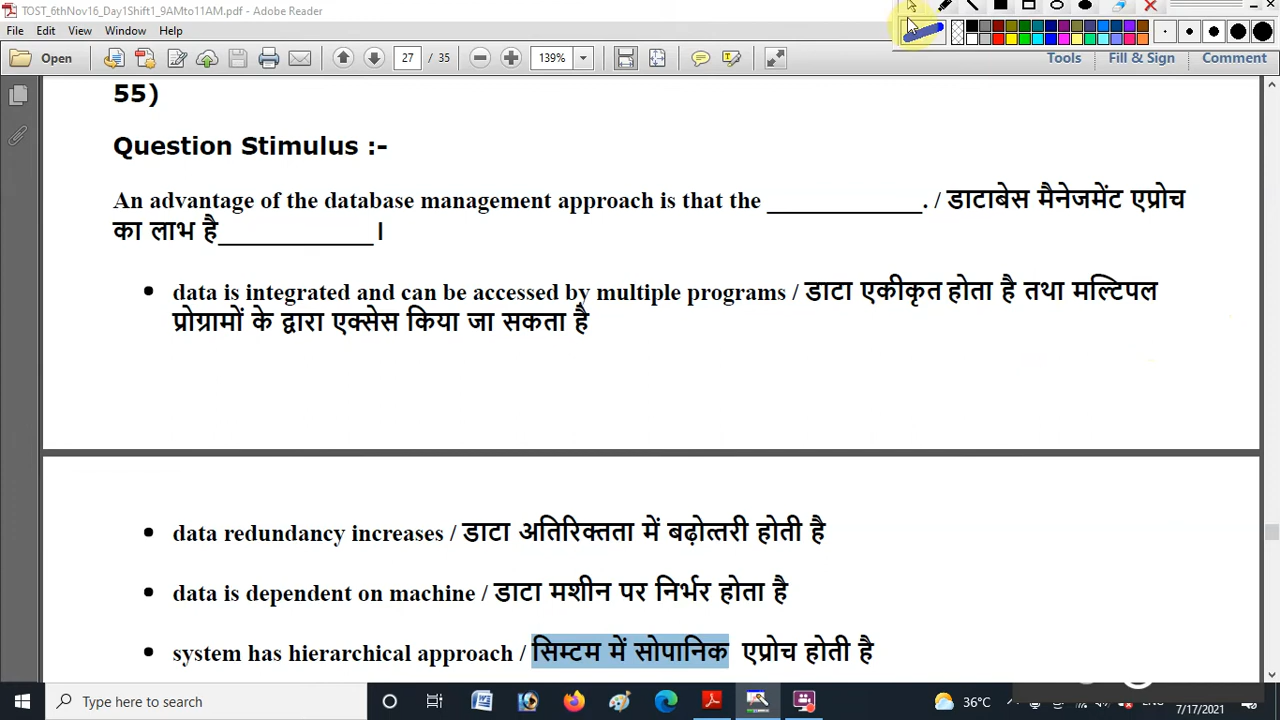 TOST_6thNov16_Day1Shift1_9AMto11AM.pdf - Adobe Reader
File Edit View Window Help
Open 27 / 35 139% Tools Fill & Sign Comment
55)
Question Stimulus :-
An advantage of the database management approach is that the _____________. / डाटाबेस मैनेजमेंट एप्रोच
का लाभ है_____________।
• data is integrated and can be accessed by multiple programs / डाटा एकीकृत होता है तथा मल्टिपल
प्रोग्रामों के द्वारा एक्सेस किया जा सकता है
• data redundancy increases / डाटा अतिरिक्तता में बढ़ोत्तरी होती है
• data is dependent on machine / डाटा मशीन पर निर्भर होता है
• system has hierarchical approach / सिम्टम में सोपानिक एप्रोच होती है
Type here to search 36°C
7/17/2021